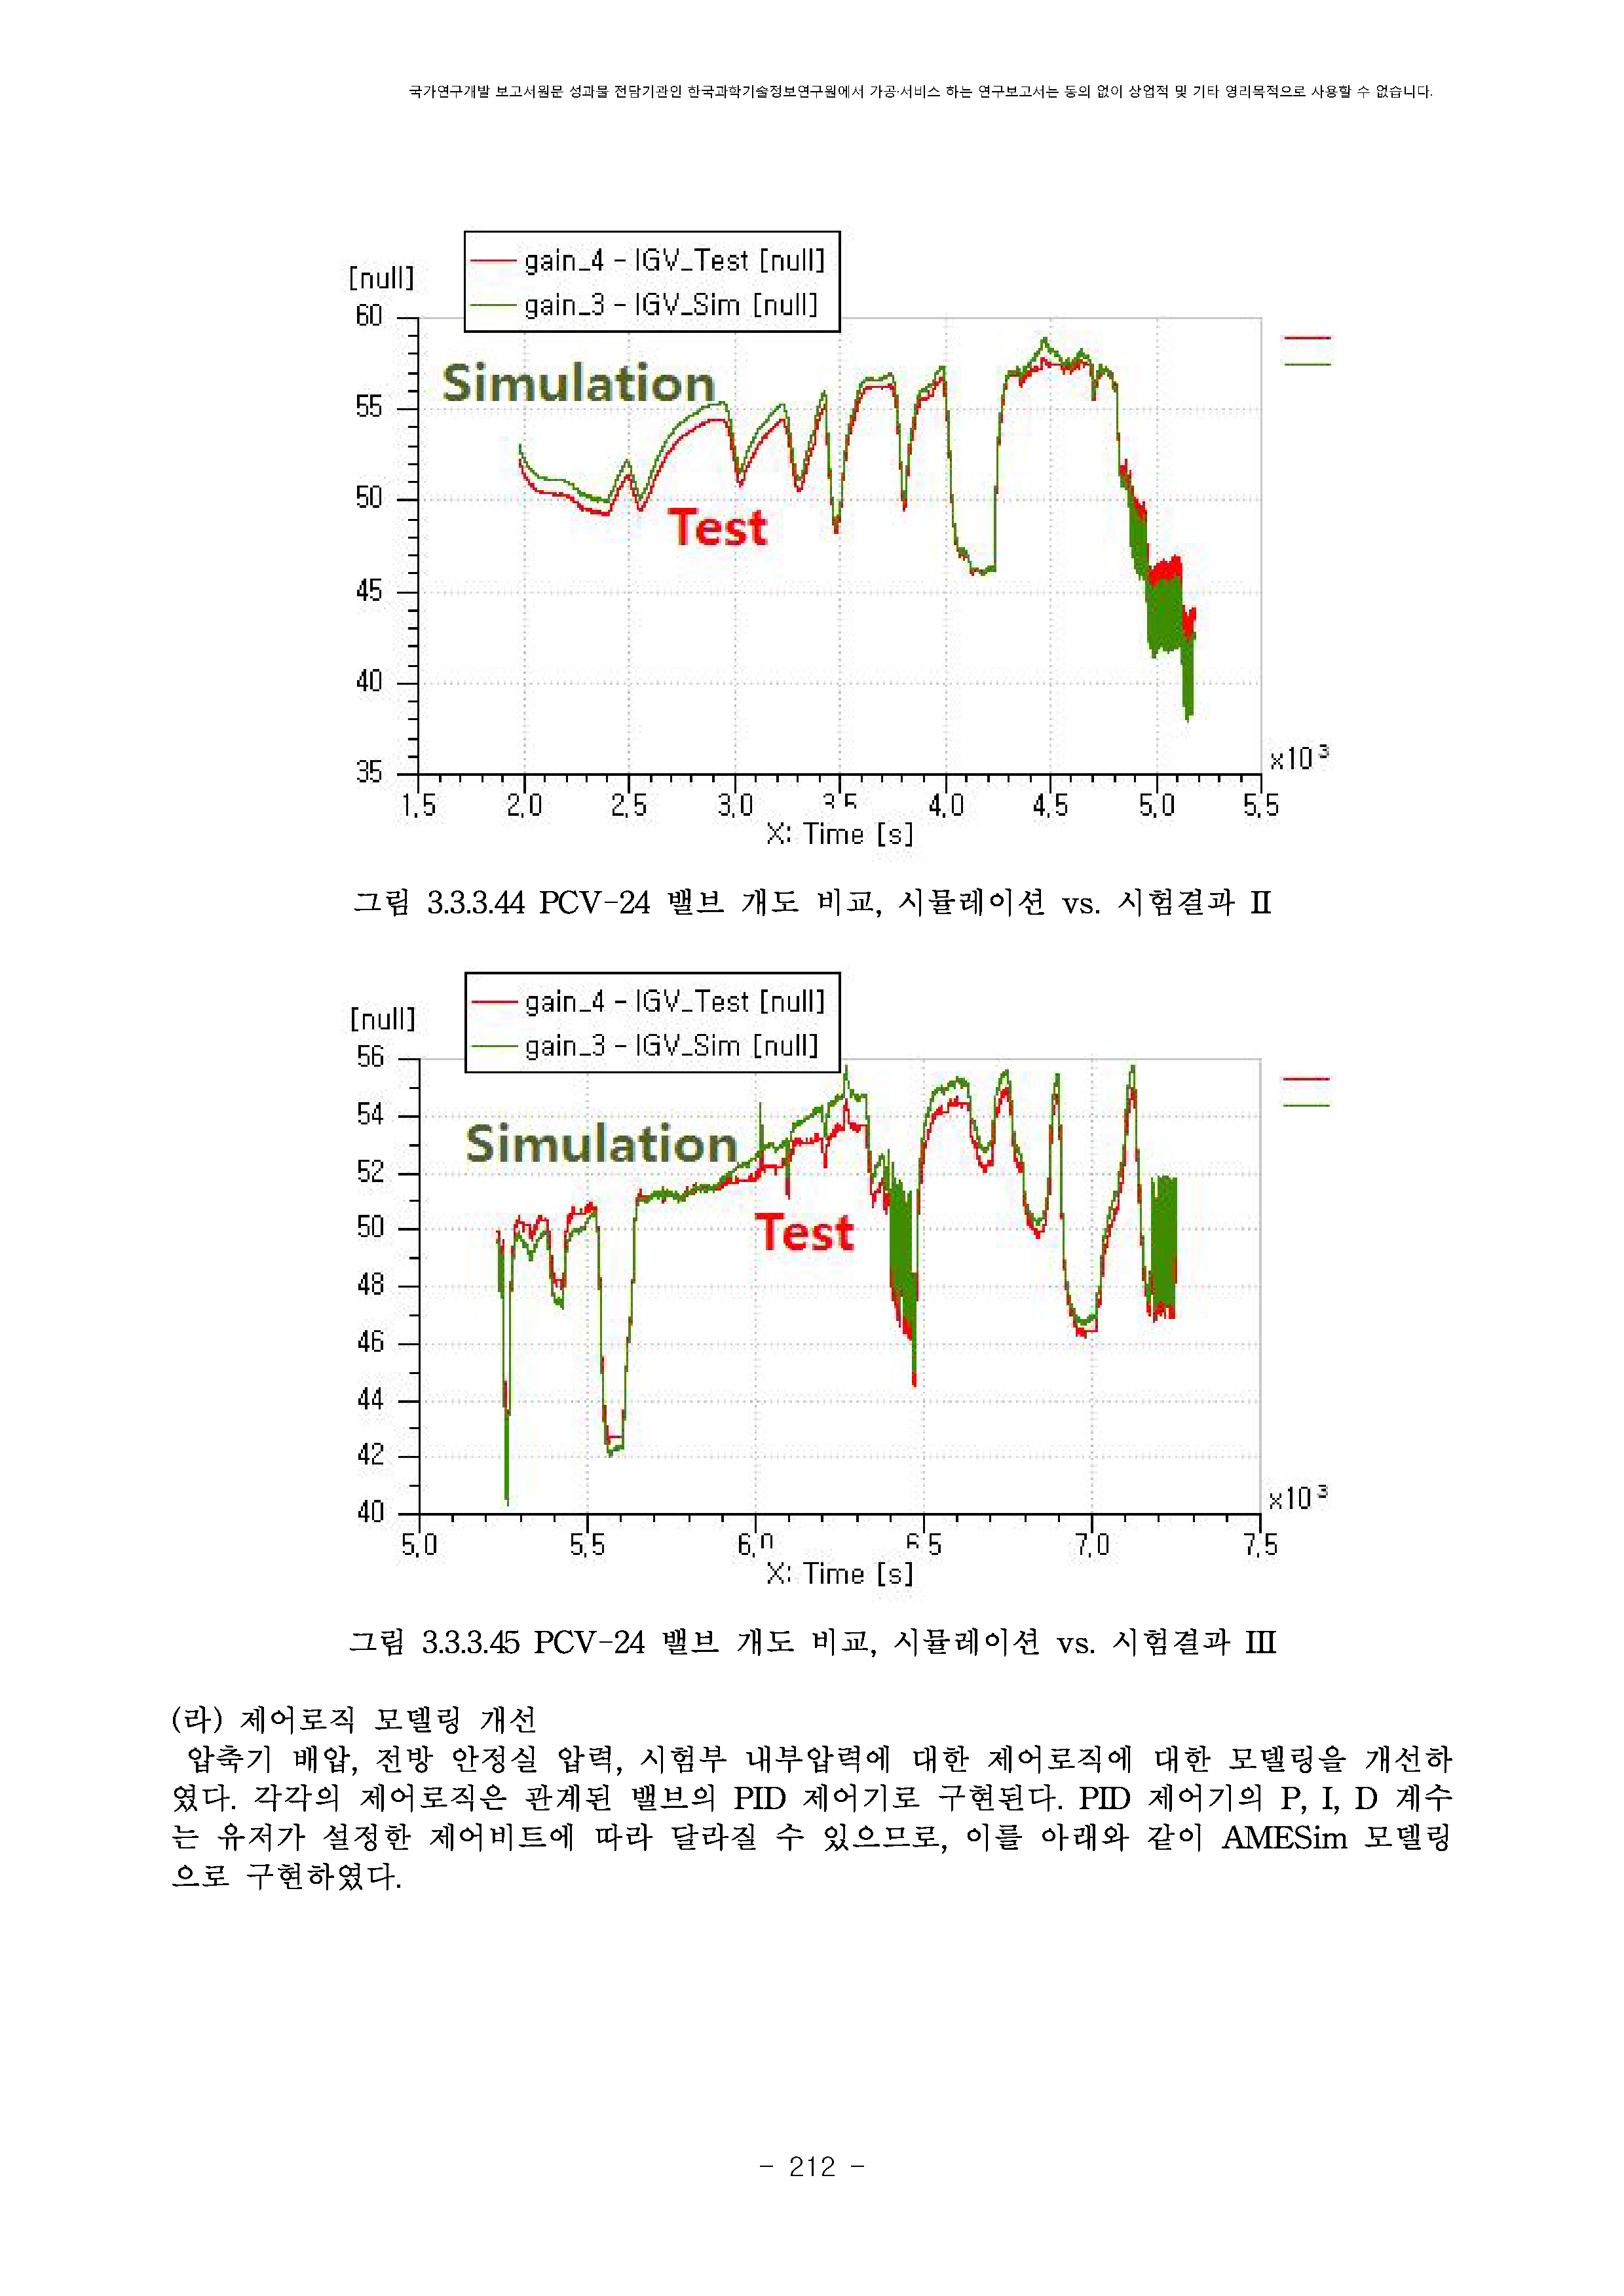 국가연구개발 보고서원문 성과물 전담기관인 한국과학기술정보연구원에서 가공·서비스 하는 연구보고서는 동의 없이 상업적 및 기타 영리목적으로 사용할 수 없습니다.
gain_4 - IGV_Test [null]
gain_3 - IGV_Sim [null]
[null]
60
55
50
45
40
35
Simulation
Test
x10 3
1,5 2,0 2,5 3,0 3,5 4,0 4,5 5,0 5,5
X: Time [s]
그림 3.3.3.44 PCV-24 밸브 개도 비교, 시뮬레이션 vs. 시험결과 Ⅱ
gain_4 - IGV_Test [null]
gain_3 - IGV_Sim [null]
[null]
56
54
52
50
48
46
44
42
40
Simulation
Test
x10 3
5,0 5,5 6,0 6,5 7,0 7,5
X: Time [s]
그림 3.3.3.45 PCV-24 밸브 개도 비교, 시뮬레이션 vs. 시험결과 Ⅲ
(라) 제어로직 모델링 개선
압축기 배압, 전방 안정실 압력, 시험부 내부압력에 대한 제어로직에 대한 모델링을 개선하
였다. 각각의 제어로직은 관계된 밸브의 PID 제어기로 구현된다. PID 제어기의 P, I, D 계수
는 유저가 설정한 제어비트에 따라 달라질 수 있으므로, 이를 아래와 같이 AMESim 모델링
으로 구현하였다.
- 212 -